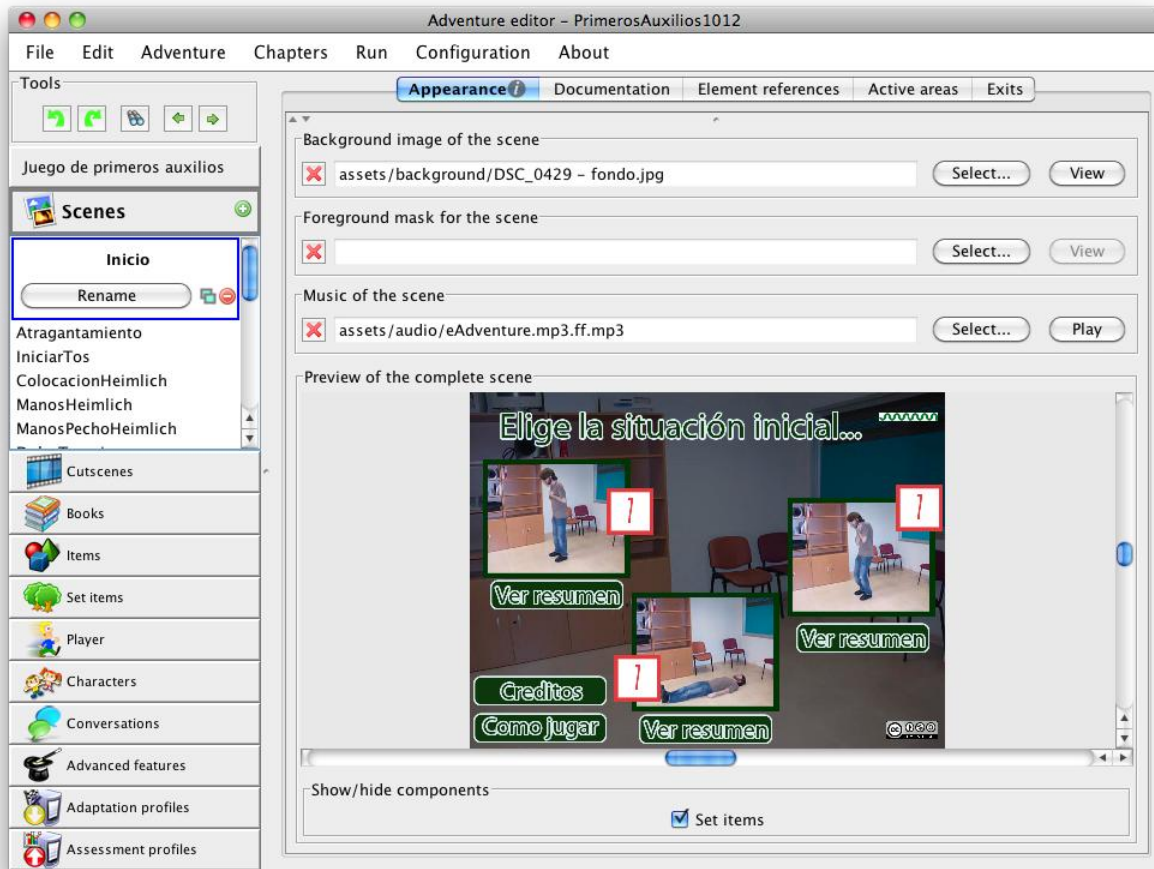 Adventure editor – PrimerosAuxilios1012
File Edit Adventure Chapters Run Configuration About
Tools
Juego de primeros auxilios
Scenes
Inicio
Rename
Atragantamiento
IniciarTos
ColocacionHeimlich
ManosHeimlich
ManosPechoHeimlich
Cutscenes
Books
Items
Set items
Player
Characters
Conversations
Advanced features
Adaptation profiles
Assessment profiles
Appearance Documentation Element references Active areas Exits
Background image of the scene
assets/background/DSC_0429 – fondo.jpg Select... View
Foreground mask for the scene
Select... View
Music of the scene
assets/audio/eAdventure.mp3.ff.mp3 Select... Play
Preview of the complete scene
Elige la situación inicial...
1
1
Ver resumen
Ver resumen
1
Creditos
Como jugar
Ver resumen
Show/hide components
Set items